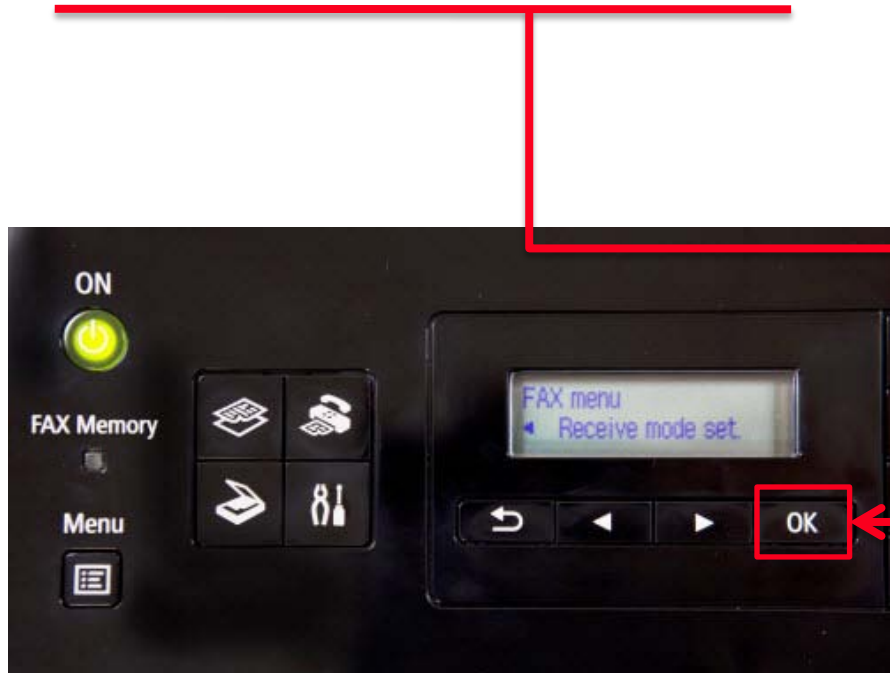 ON
FAX Memory
Menu
FAX menu
◄ Receive mode set.
OK